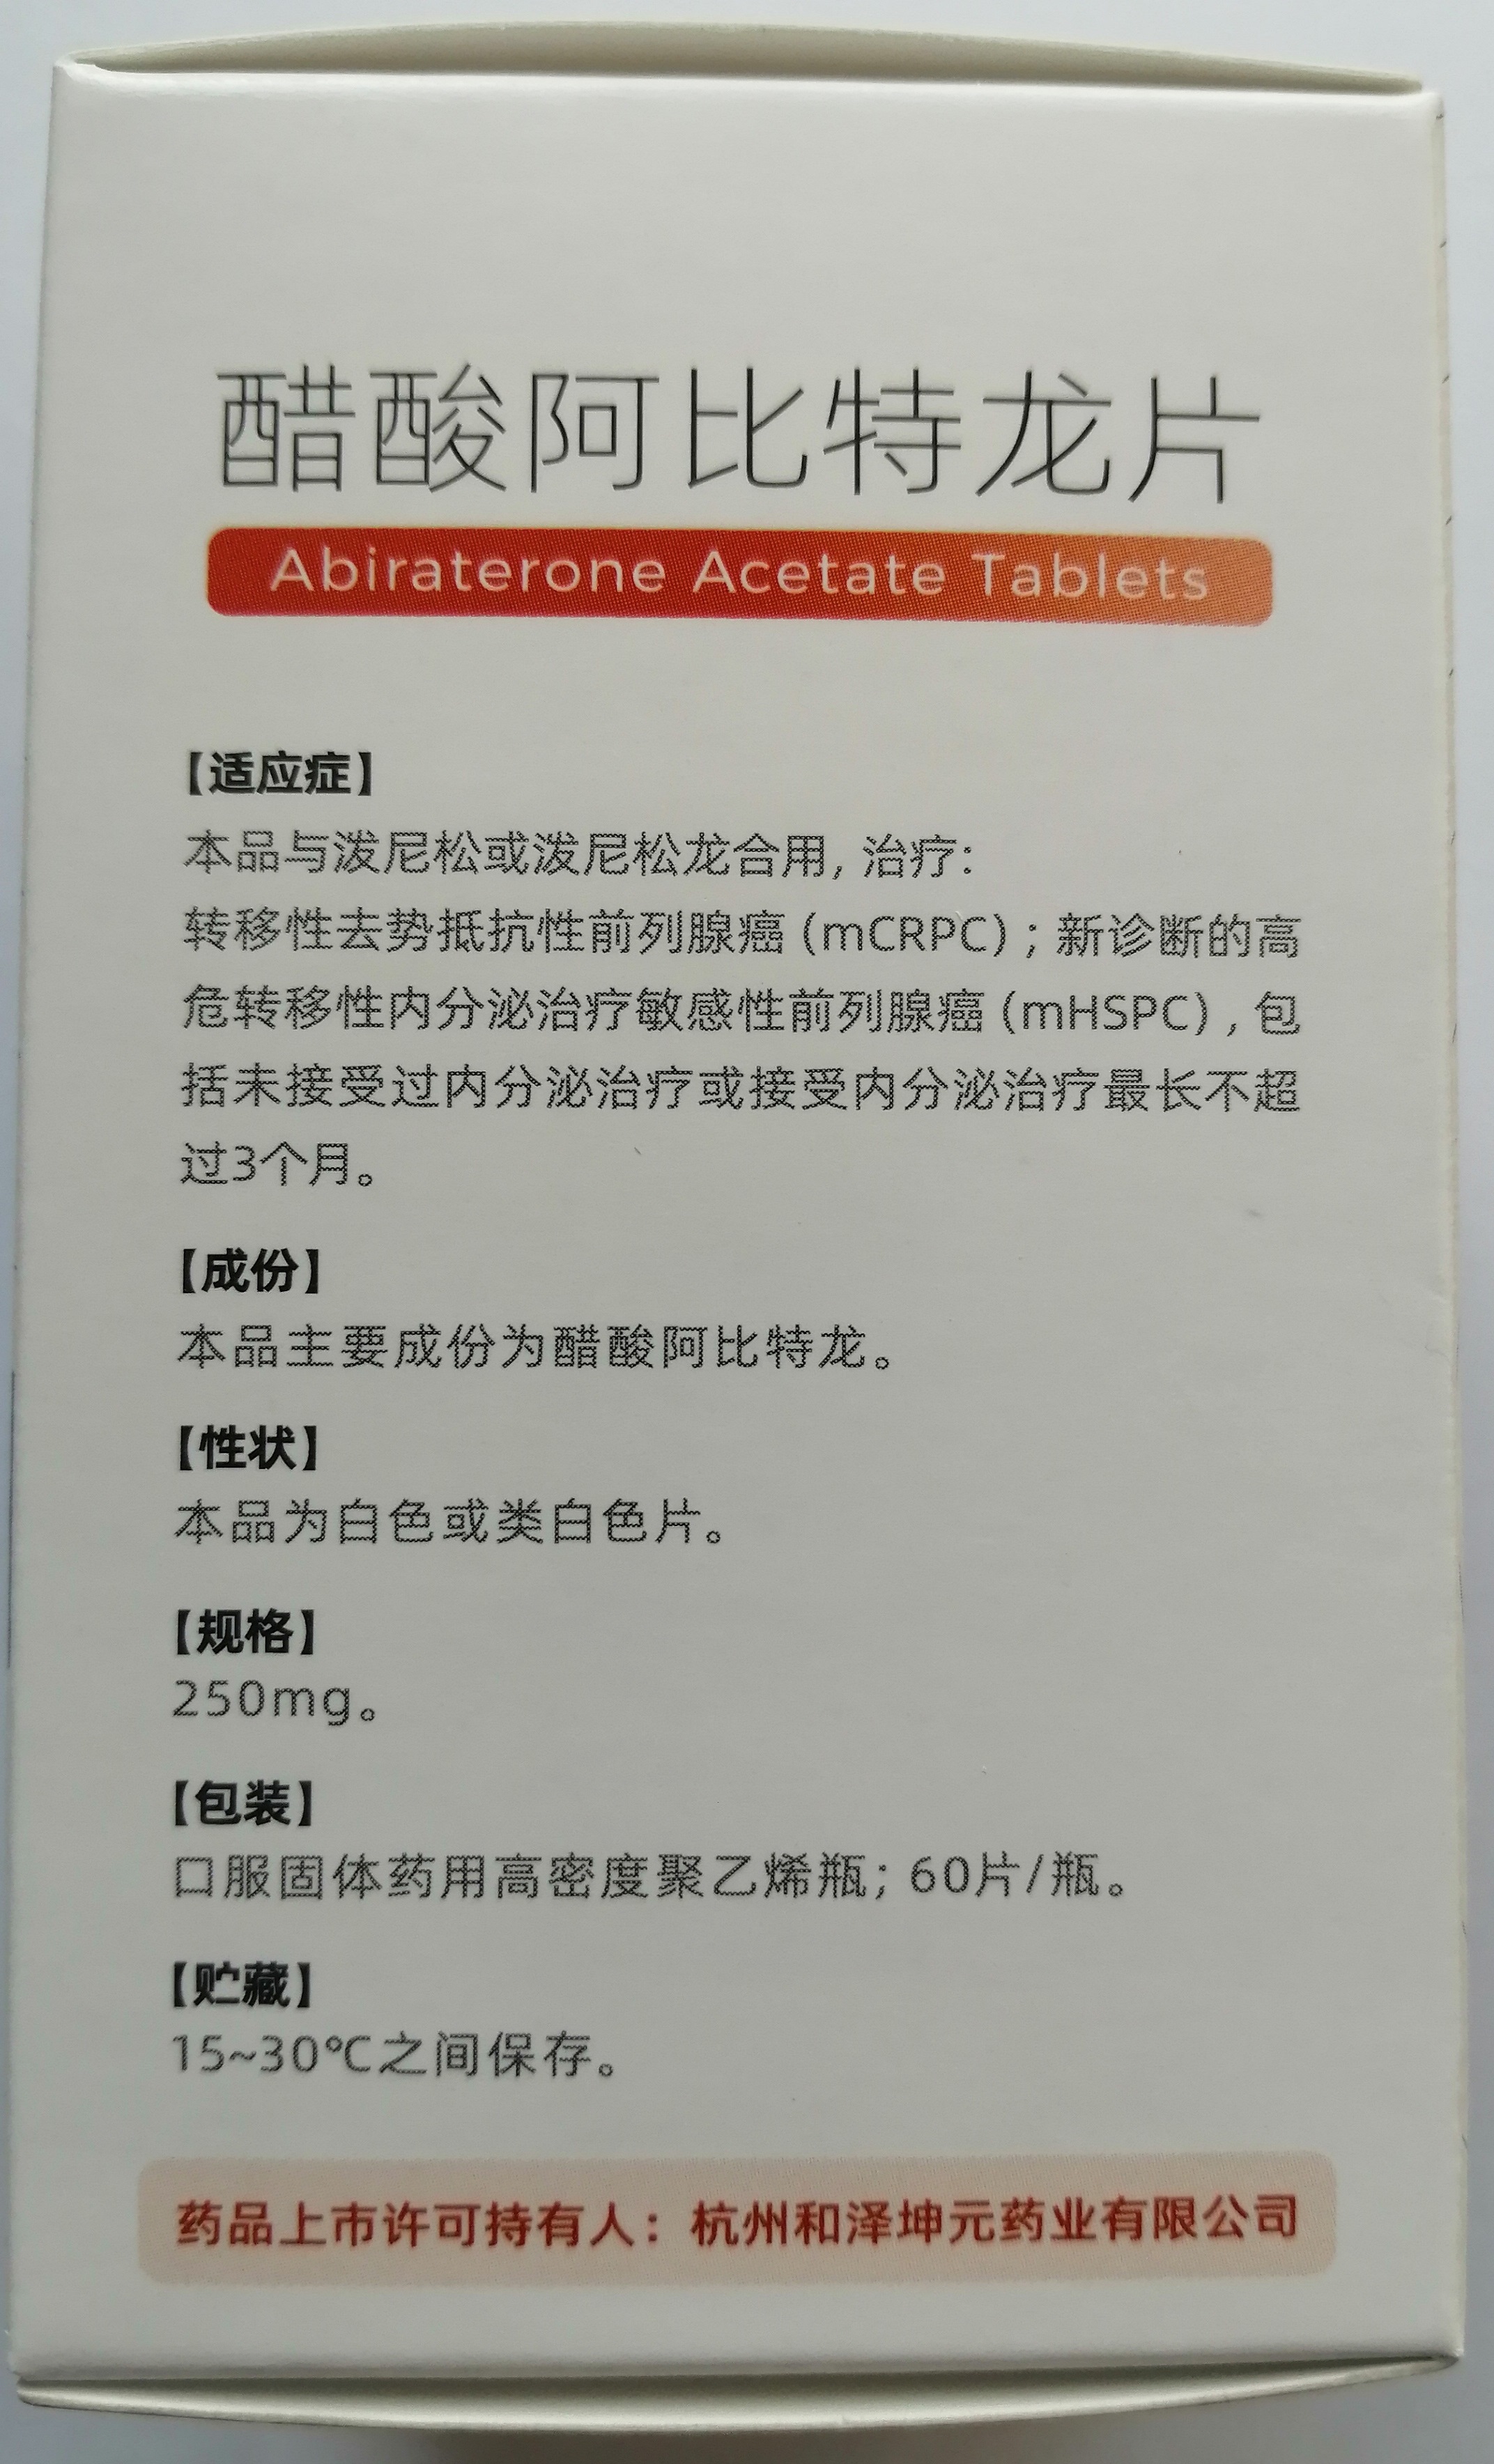 醋酸阿比特龙片
Abiraterone Acetate Tablets
【适应症】
本品与泼尼松或泼尼松龙合用, 治疗:
转移性去势抵抗性前列腺癌 (mCRPC) ; 新诊断的高
危转移性内分泌治疗敏感性前列腺癌 (mHSPC) , 包
括未接受过内分泌治疗或接受内分泌治疗最长不超
过3个月。
【成份】
本品主要成份为醋酸阿比特龙。
【性状】
本品为白色或类白色片。
【规格】
250mg。
【包装】
口服固体药用高密度聚乙烯瓶; 60片/瓶。
【贮藏】
15~30℃之间保存。
药品上市许可持有人：杭州和泽坤元药业有限公司